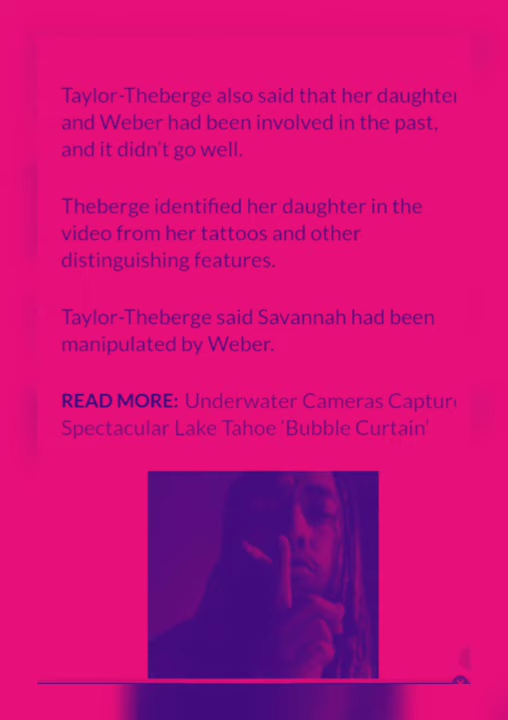 Taylor-Theberge also said that her daughter
and Weber had been involved in the past,
and it didn't go well.
Theberge identified her daughter in the
video from her tattoos and other
distinguishing features.
Taylor-Theberge said Savannah had been
manipulated by Weber.
READ MORE: Underwater Cameras Capture
Spectacular Lake Tahoe 'Bubble Curtain'